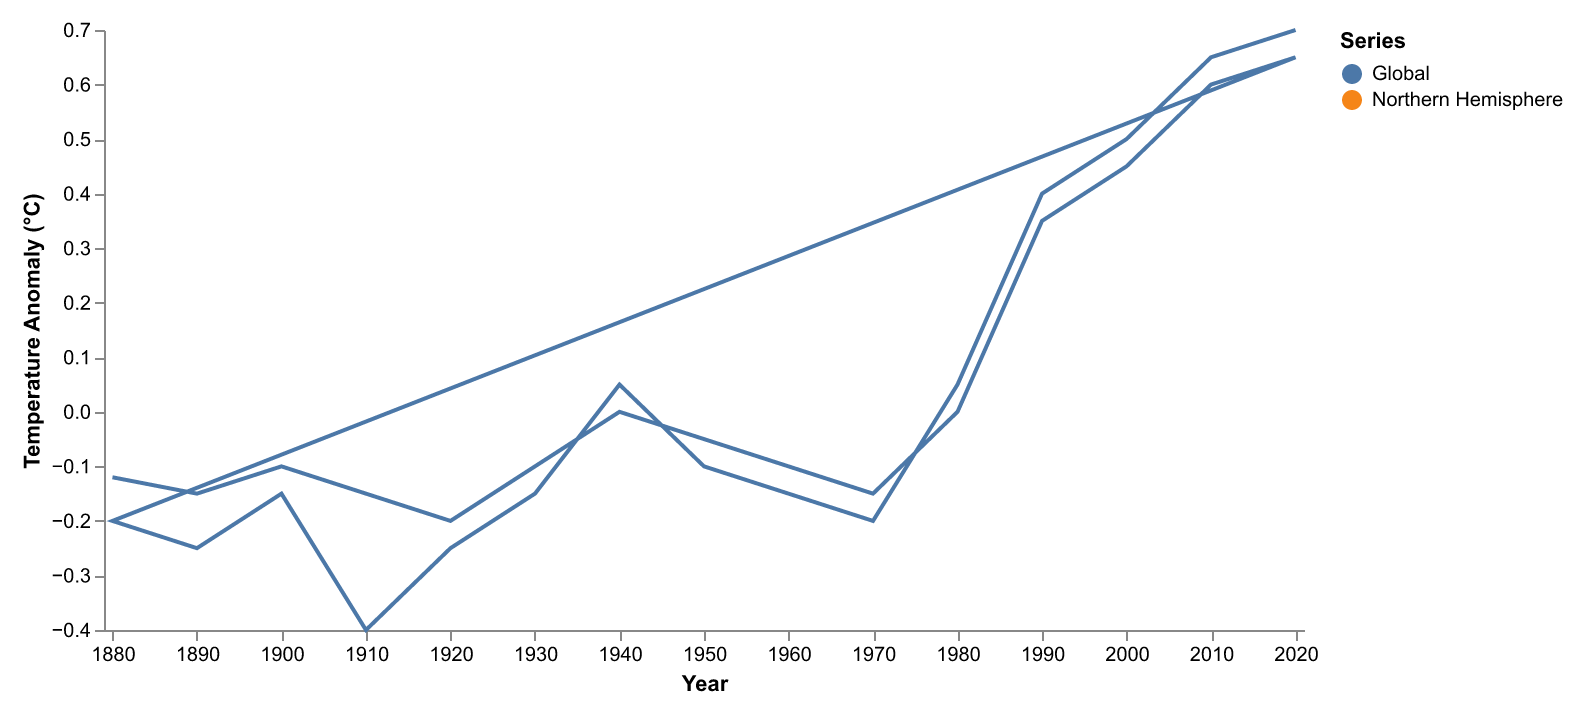 0.7
0.6
0.5
0.4
0.3
0.2
0.1
0.0
−0.1
−0.2
−0.3
−0.4
Temperature Anomaly (°C)
1880 1890 1900 1910 1920 1930 1940 1950 1960 1970 1980 1990 2000 2010 2020
Year
Series
Global
Northern Hemisphere